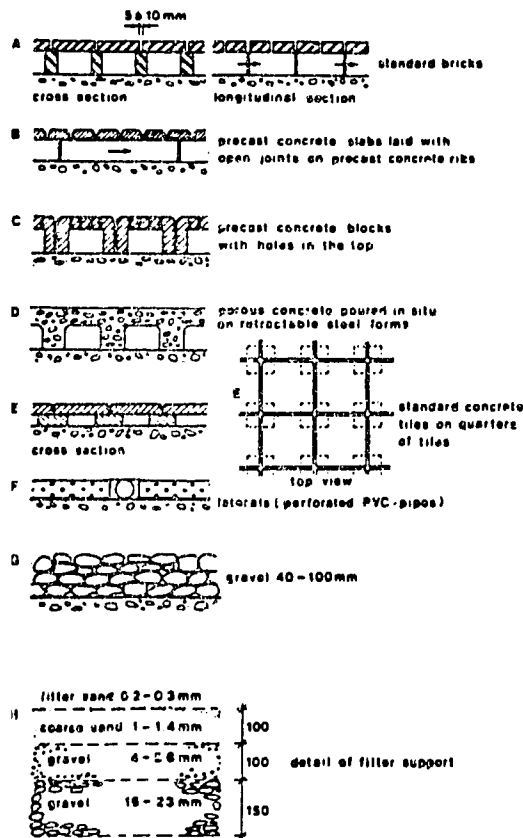 5 à 10 mm
A
standard bricks
cross section
longitudinal section
B
precast concrete slabs laid with
open joints on precast concrete ribs
C
precast concrete blocks
with holes in the top
D
porous concrete poured in situ
on retractable steel forms
E
standard concrete
tiles on quarters
of tiles
cross section
top view
F
laterals (perforated PVC-pipes)
G
gravel 40-100mm
filter sand 0.2-0.3mm
H
coarse sand 1-1.4mm
100
gravel
100
detail of filter support
gravel 16-23mm
150